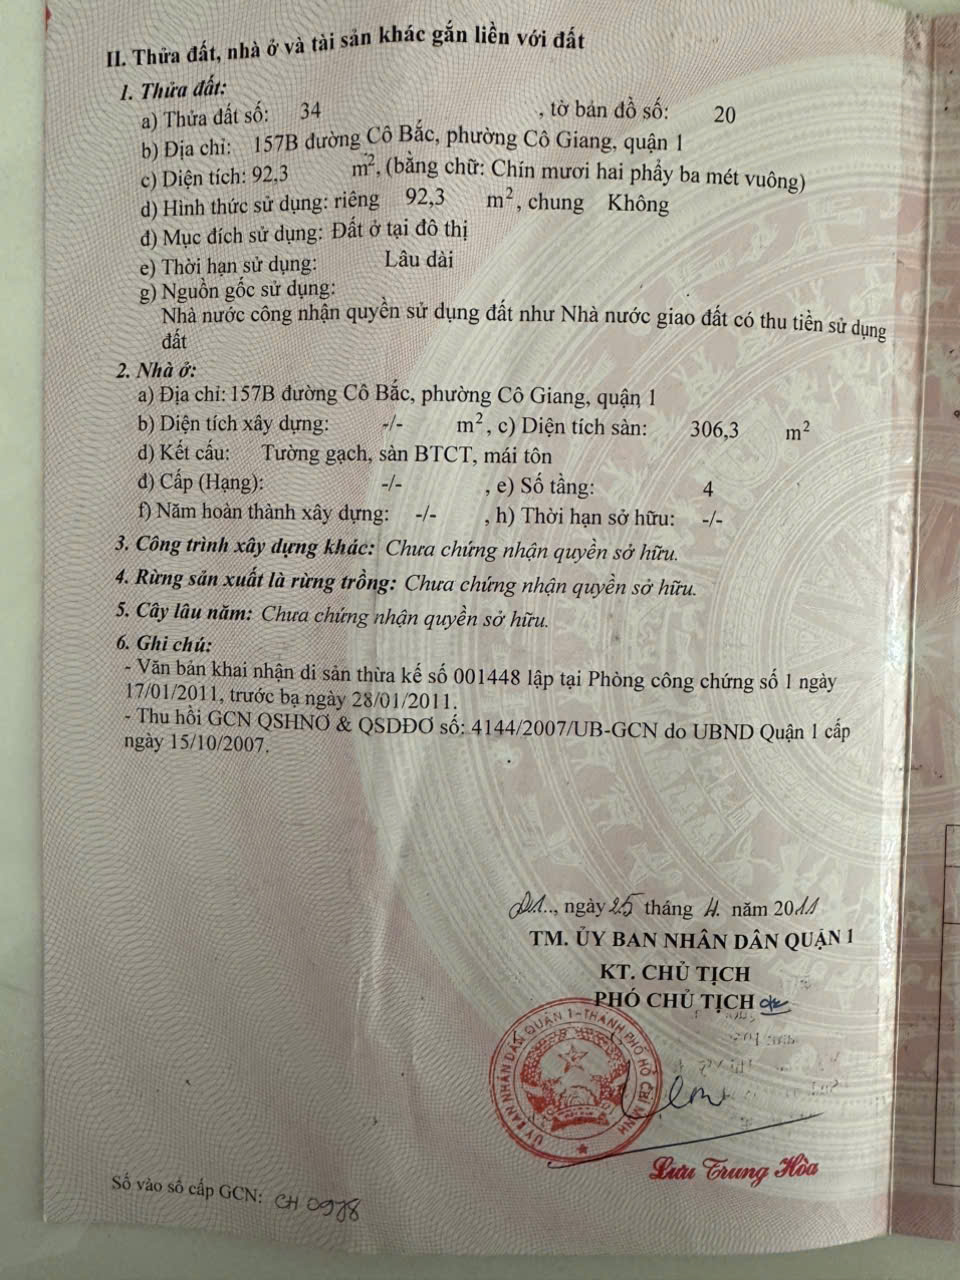 II. Thửa đất, nhà ở và tài sản khác gắn liền với đất
1. Thửa đất:
a) Thửa đất số: 34 , tờ bản đồ số: 20
b) Địa chỉ: 157B đường Cô Bắc, phường Cô Giang, quận 1
c) Diện tích: 92,3 m², (bằng chữ: Chín mươi hai phẩy ba mét vuông)
d) Hình thức sử dụng: riêng 92,3 m², chung Không
đ) Mục đích sử dụng: Đất ở tại đô thị
e) Thời hạn sử dụng: Lâu dài
g) Nguồn gốc sử dụng:
Nhà nước công nhận quyền sử dụng đất như Nhà nước giao đất có thu tiền sử dụng
đất
2. Nhà ở:
a) Địa chỉ: 157B đường Cô Bắc, phường Cô Giang, quận 1
b) Diện tích xây dựng: -/- m², c) Diện tích sàn: 306,3 m²
d) Kết cấu: Tường gạch, sàn BTCT, mái tôn
đ) Cấp (Hạng): -/- , e) Số tầng: 4
f) Năm hoàn thành xây dựng: -/- , h) Thời hạn sở hữu: -/-
3. Công trình xây dựng khác: Chưa chứng nhận quyền sở hữu.
4. Rừng sản xuất là rừng trồng: Chưa chứng nhận quyền sở hữu.
5. Cây lâu năm: Chưa chứng nhận quyền sở hữu.
6. Ghi chú:
- Văn bản khai nhận di sản thừa kế số 001448 lập tại Phòng công chứng số 1 ngày
17/01/2011, trước bạ ngày 28/01/2011.
- Thu hồi GCN QSHNƠ & QSDĐƠ số: 4144/2007/UB-GCN do UBND Quận 1 cấp
ngày 15/10/2007.
Q1..., ngày 25 tháng 4. năm 2011
TM. ỦY BAN NHÂN DÂN QUẬN 1
KT. CHỦ TỊCH
PHÓ CHỦ TỊCH
ỦY BAN NHÂN DÂN QUẬN 1-THÀNH PHỐ HỒ CHÍ MINH
Lưu Trung Hòa
Số vào sổ cấp GCN: CH 0978